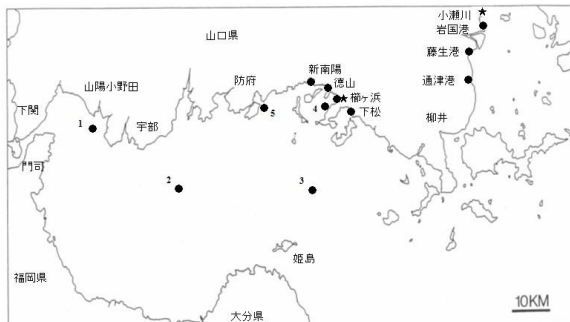 小瀬川
岩国港
山口県
藤生港
新南陽
防府
徳山
山陽小野田
通津港
櫛ヶ浜
下関
4
下松
5
宇部
柳井
1
門司
2
3
姫島
福岡県
10KM
大分県